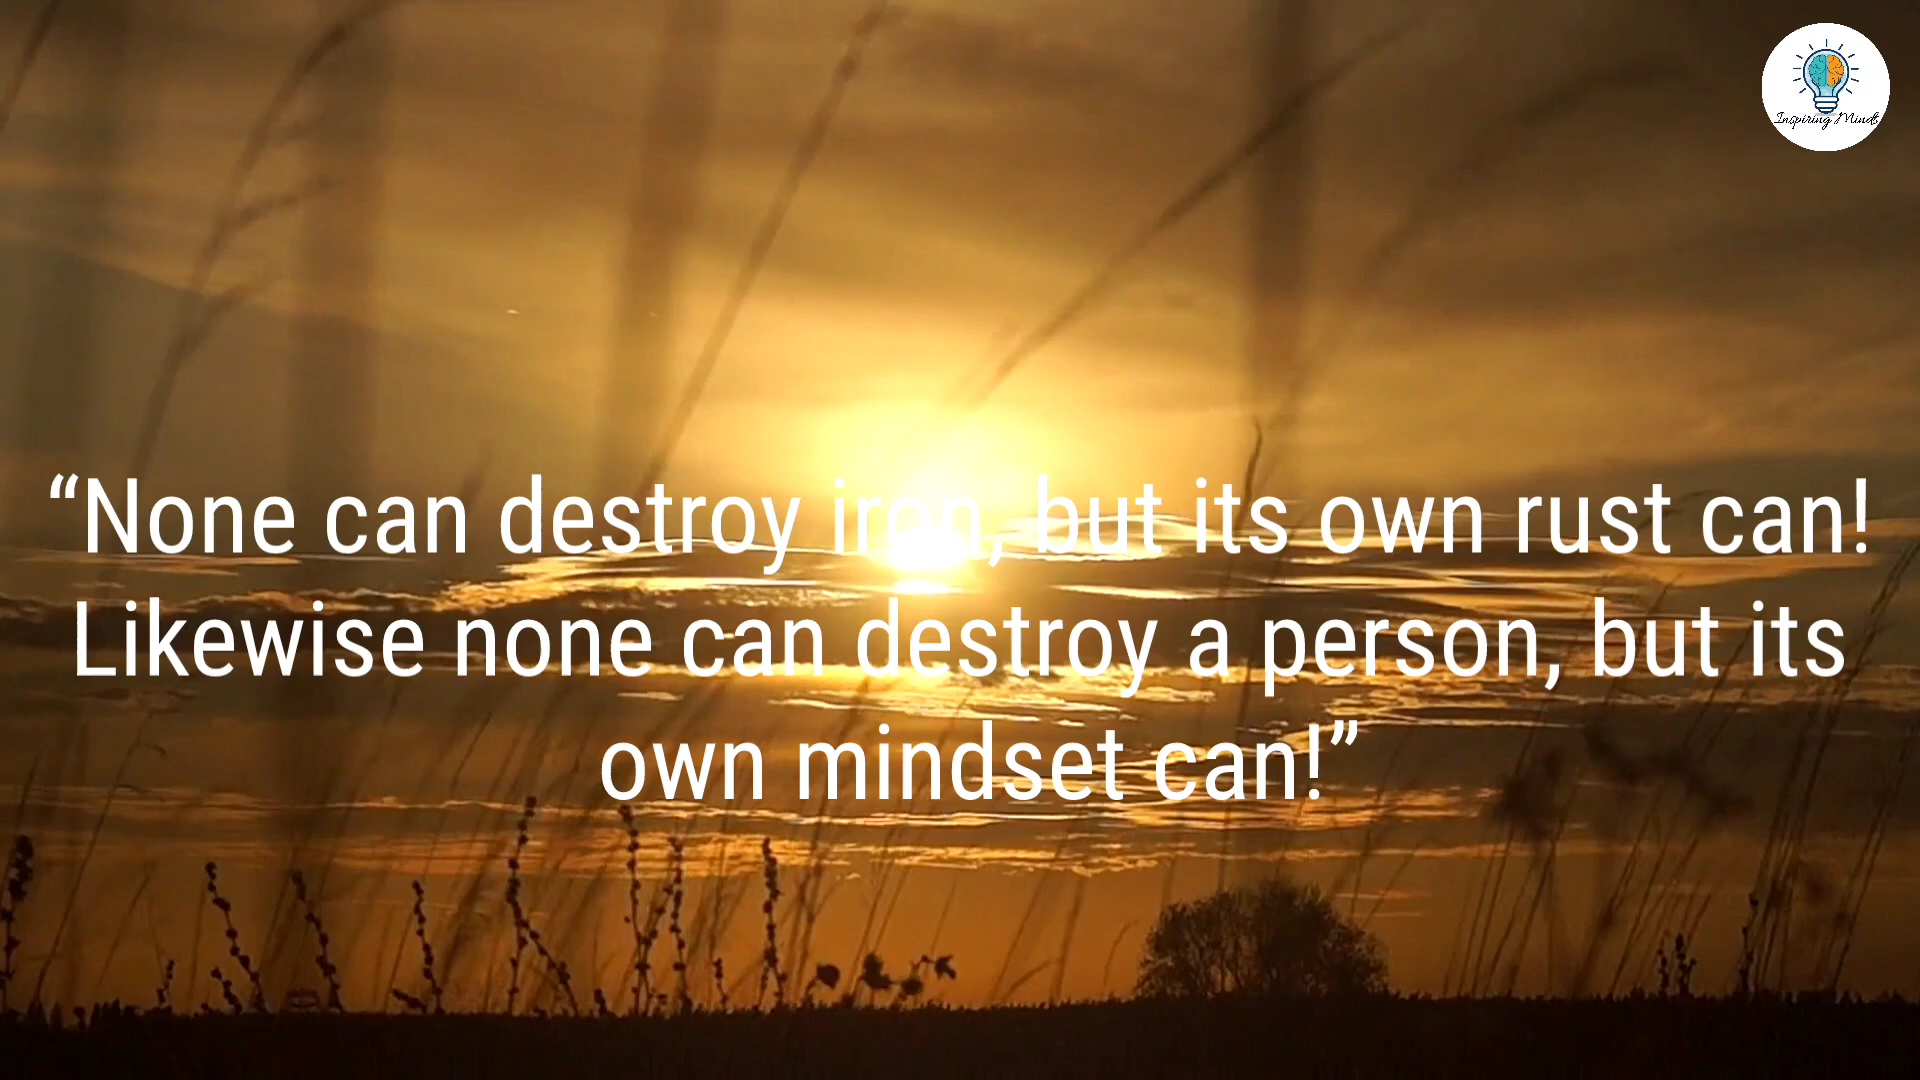 Inspiring Minds
“None can destroy iron, but its own rust can!
Likewise none can destroy a person, but its
own mindset can!”